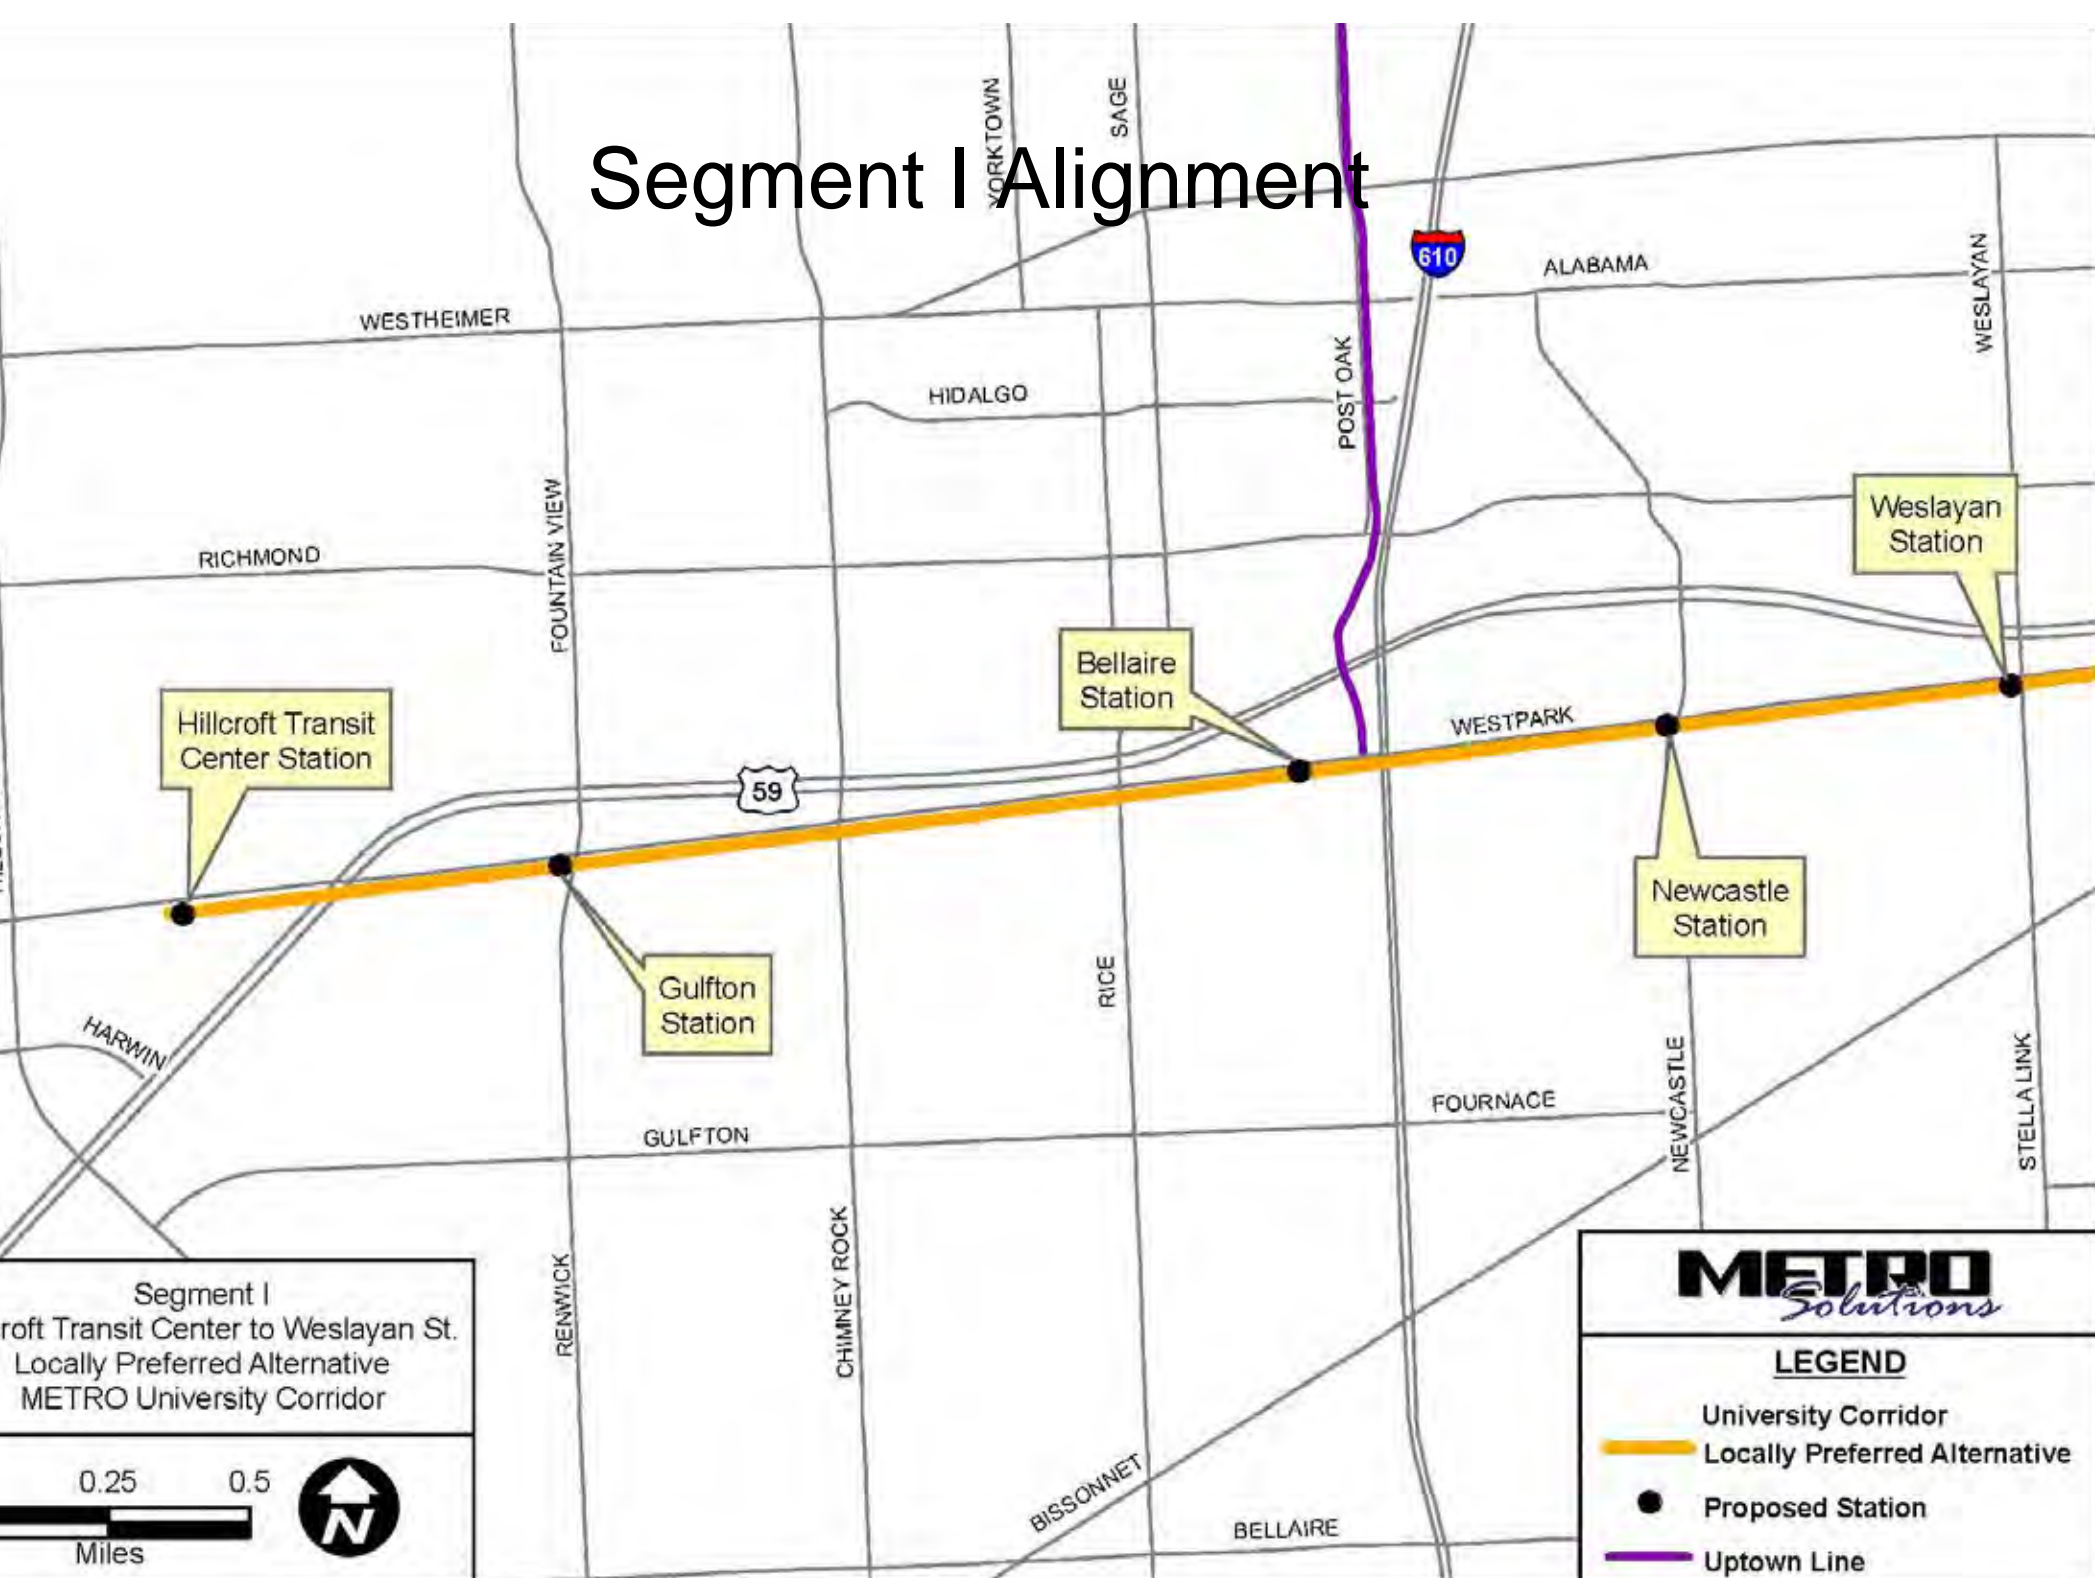 Segment I Alignment
YORKTOWN
SAGE
610
ALABAMA
WESLAYAN
WESTHEIMER
POST OAK
HIDALGO
FOUNTAIN VIEW
Weslayan
Station
RICHMOND
Bellaire
Station
Hillcroft Transit
Center Station
WESTPARK
59
Newcastle
Station
Gulfton
Station
RICE
HARWIN
NEWCASTLE
STELLA LINK
FOURNACE
GULFTON
RENWICK
CHIMNEY ROCK
BISSONNET
BELLAIRE
Segment I
roft Transit Center to Weslayan St.
Locally Preferred Alternative
METRO University Corridor
0.25 0.5
Miles
N
METRO
Solutions
LEGEND
University Corridor
Locally Preferred Alternative
Proposed Station
Uptown Line